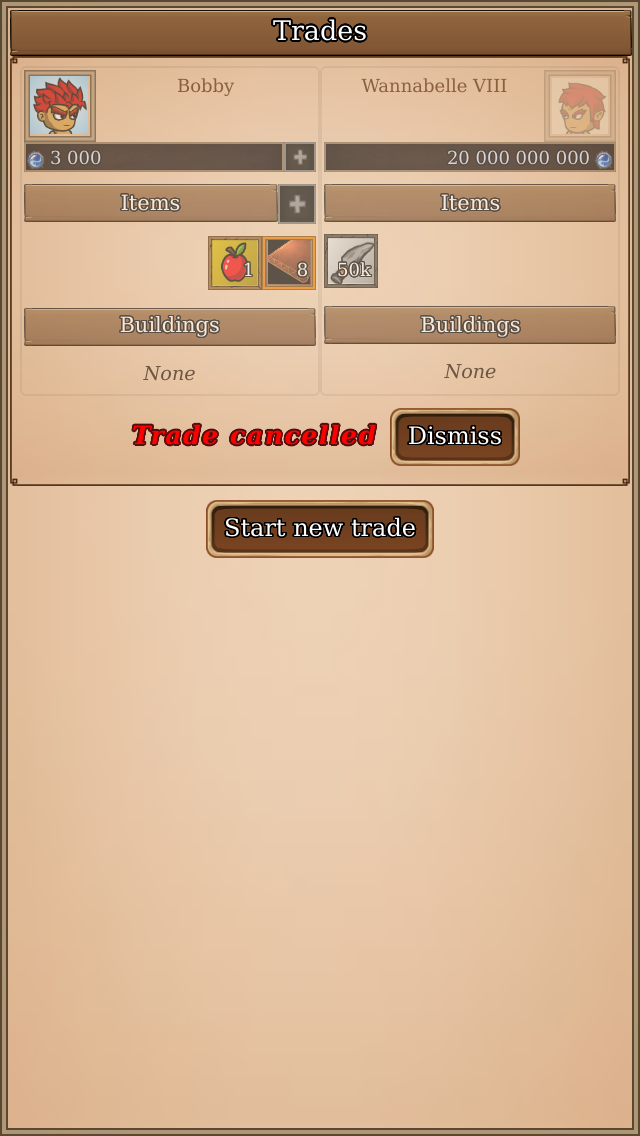 Trades
Bobby
Wannabelle VIII
3 000
20 000 000 000
Items
Items
1
8
50k
Buildings
Buildings
None
None
Trade cancelled
Dismiss
Start new trade